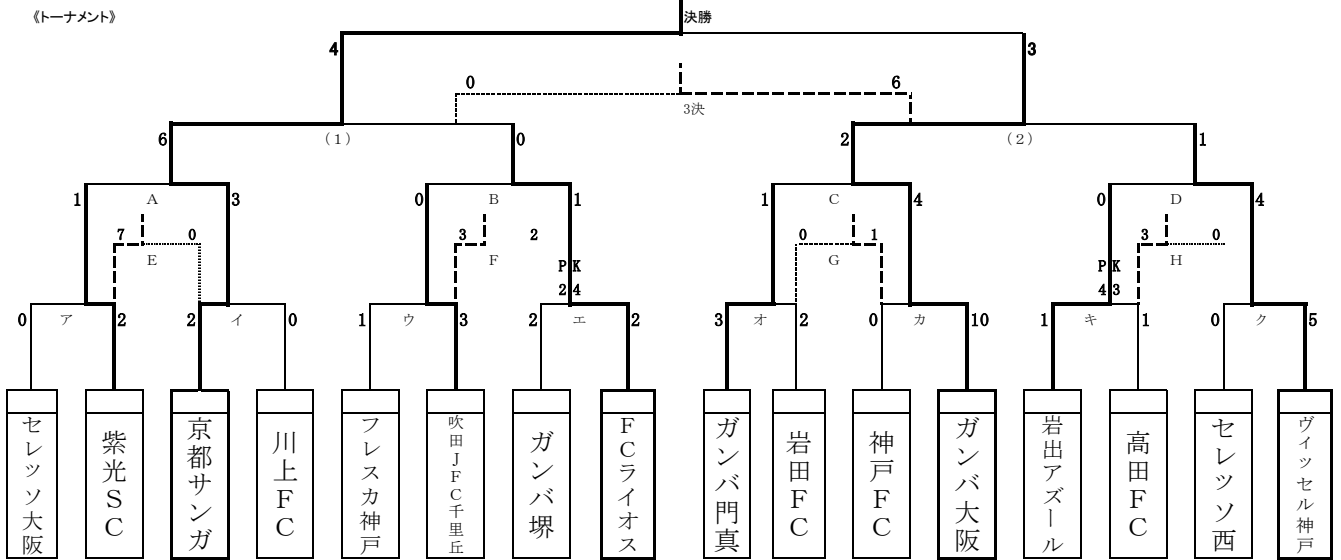 《トーナメント》
決勝
4
3
0
6
3決
6
(1)
0
2
(2)
1
1
A
3
0
B
1
1
C
4
0
D
4
7
0
3
2
0
1
3
0
E
F
G
H
PK
PK
24
43
0
ア
2
2
イ
0
1
ウ
3
2
エ
2
3
オ
2
0
カ
10
1
キ
1
0
ク
5
セレッソ大阪
紫光SC
京都サンガ
川上FC
フレスカ神戸
吹田JFC千里丘
ガンバ堺
FCライオス
ガンバ門真
岩田FC
神戸FC
ガンバ大阪
岩出アズール
高田FC
セレッソ西
ヴィッセル神戸